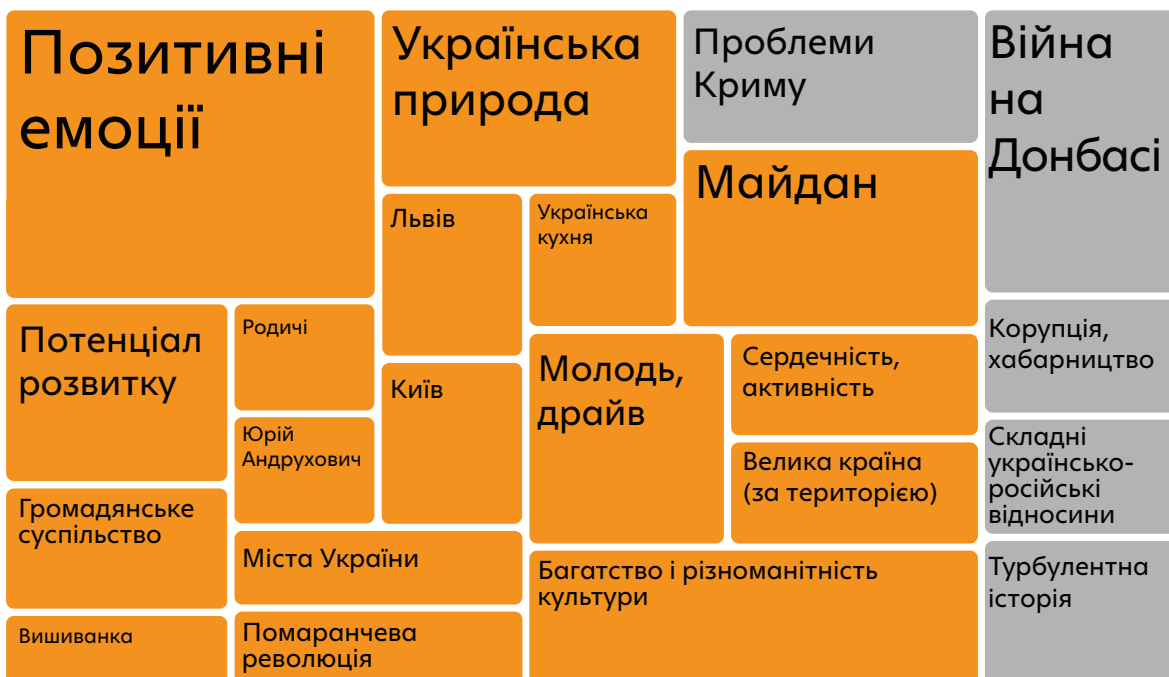 Позитивні
емоції
Українська
природа
Проблеми
Криму
Війна
на
Донбасі
Майдан
Львів
Українська
кухня
Потенціал
розвитку
Родичі
Київ
Молодь,
драйв
Сердечність,
активність
Корупція,
хабарництво
Юрій
Андрухович
Велика країна
(за територією)
Складні
українсько-
російські
відносини
Громадянське
суспільство
Міста України
Багатство і різноманітність
культури
Турбулентна
історія
Вишиванка
Помаранчева
революція